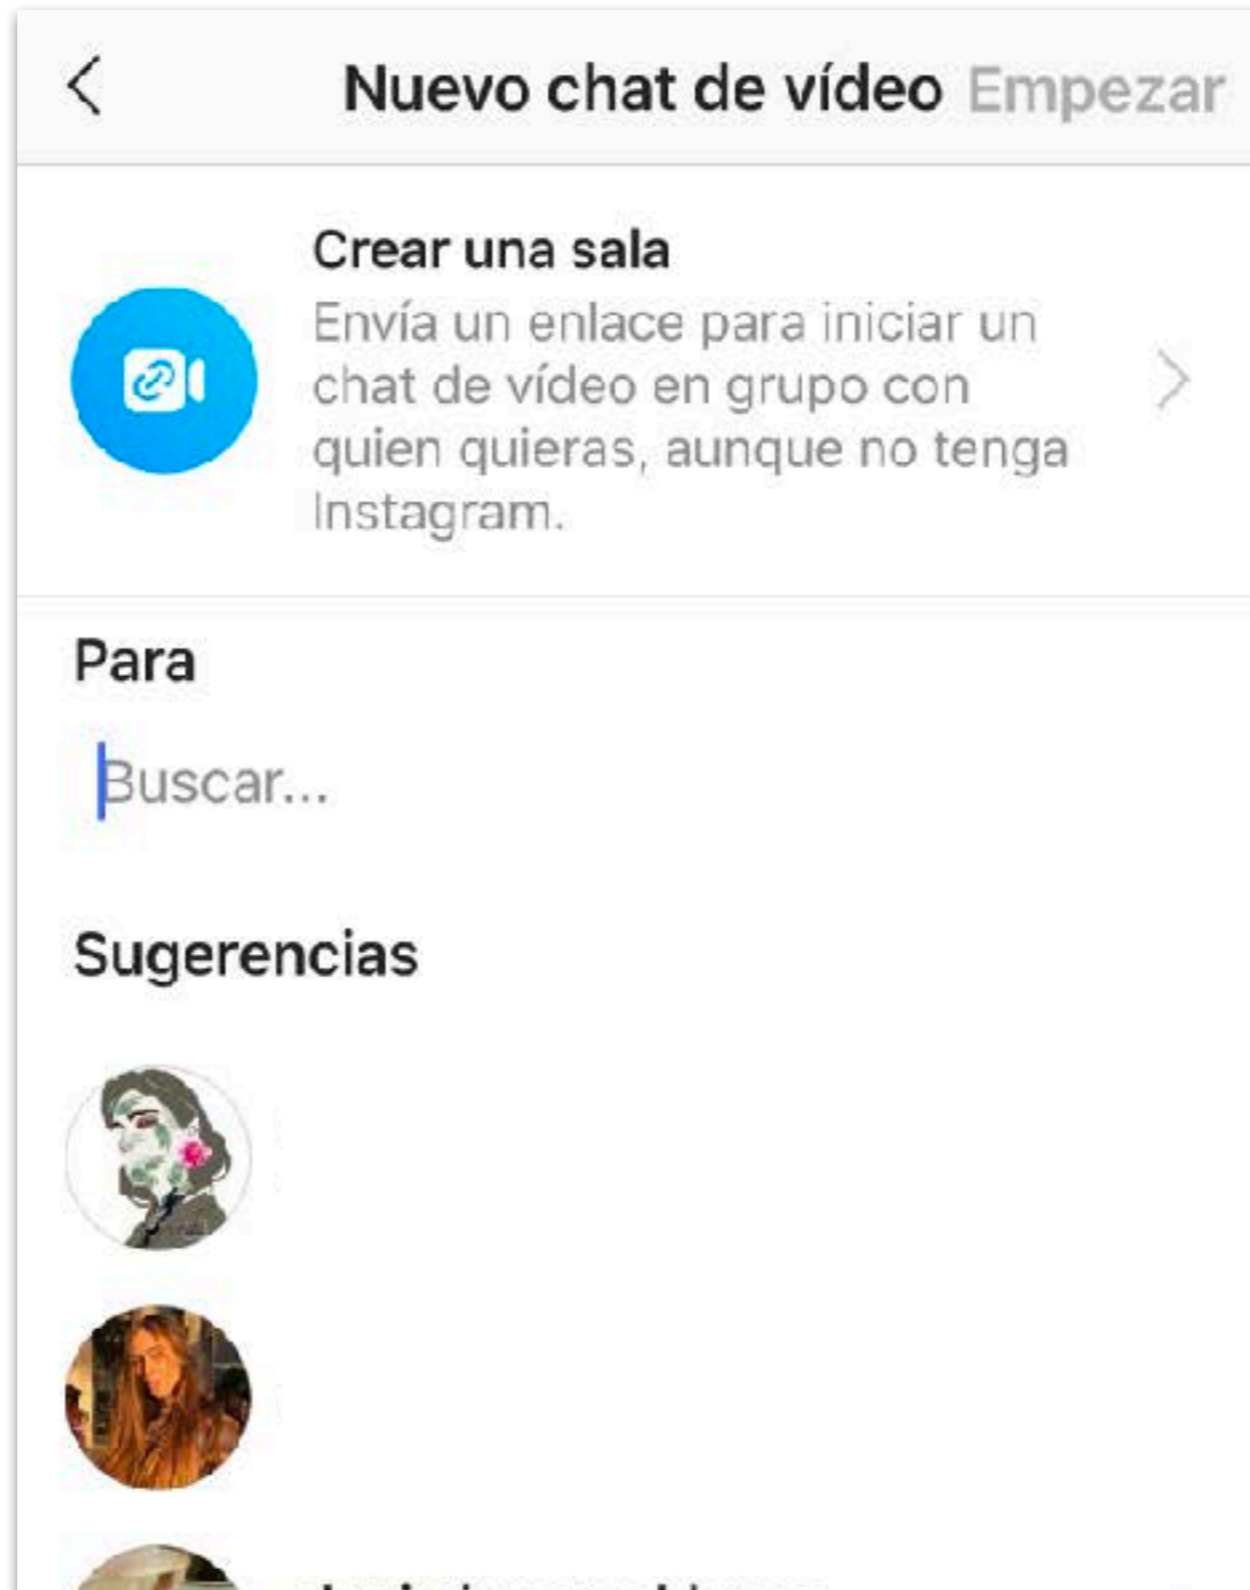 Nuevo chat de vídeo Empezar
Crear una sala
Envía un enlace para iniciar un
chat de vídeo en grupo con
quien quieras, aunque no tenga
Instagram.
Para
Buscar...
Sugerencias